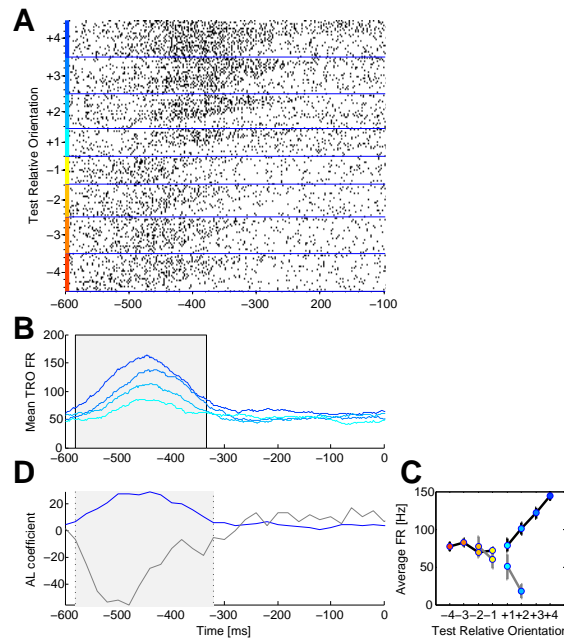 A
Test Relative Orientation
+4
+3
+2
+1
−1
−2
−3
−4
−600 −500 −400 −300 −200 −100
B
Mean TRO FR
200
150
100
50
0
−600 −500 −400 −300 −200 −100 0
D
AL coefficient
20
0
−20
−40
−600 −500 −400 −300 −200 −100 0
Time [ms]
C
Average FR [Hz]
150
100
50
0
−4−3−2−1 +1+2+3+4
Test Relative Orientation